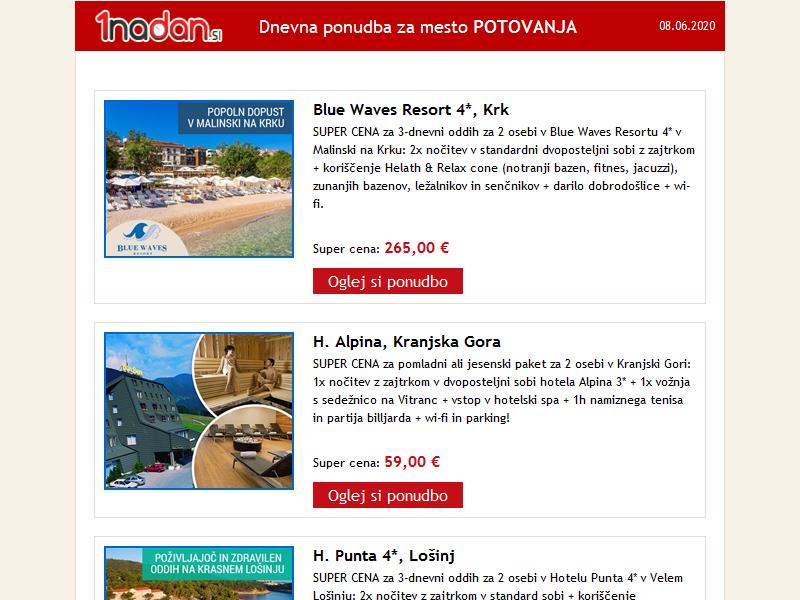 1nadan.si
Dnevna ponudba za mesto POTOVANJA
08.06.2020
POPOLN DOPUST
V MALINSKI NA KRKU
BLUE WAVES
RESORT
Blue Waves Resort 4*, Krk
SUPER CENA za 3-dnevni oddih za 2 osebi v Blue Waves Resortu 4* v
Malinski na Krku: 2x nočitev v standardni dvoposteljni sobi z zajtrkom
+ koriščenje Helath & Relax cone (notranji bazen, fitnes, jacuzzi),
zunanjih bazenov, ležalnikov in senčnikov + darilo dobrodošlice + wi-
fi.
Super cena: 265,00 €
Oglej si ponudbo
H. Alpina, Kranjska Gora
SUPER CENA za pomladni ali jesenski paket za 2 osebi v Kranjski Gori:
1x nočitev z zajtrkom v dvoposteljni sobi hotela Alpina 3* + 1x vožnja
s sedežnico na Vitranc + vstop v hotelski spa + 1h namiznega tenisa
in partija billjarda + wi-fi in parking!
Super cena: 59,00 €
Oglej si ponudbo
POŽIVLJAJOČ IN ZDRAVILEN
ODDIH NA KRASNEM LOŠINJU
H. Punta 4*, Lošinj
SUPER CENA za 3-dnevni oddih za 2 osebi v Hotelu Punta 4* v Velem
Lošinju: 2x nočitev z zajtrkom v standard sobi + koriščenje